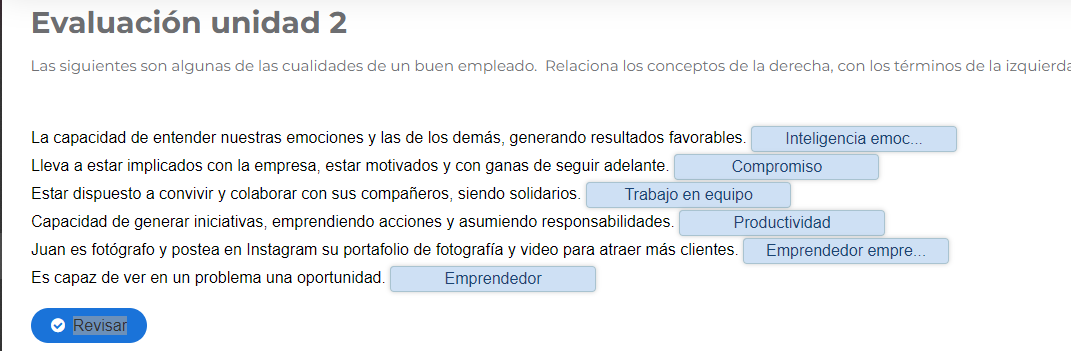 Evaluación unidad 2
Las siguientes son algunas de las cualidades de un buen empleado. Relaciona los conceptos de la derecha, con los términos de la izquierda
La capacidad de entender nuestras emociones y las de los demás, generando resultados favorables. Inteligencia emoc...
Lleva a estar implicados con la empresa, estar motivados y con ganas de seguir adelante. Compromiso
Estar dispuesto a convivir y colaborar con sus compañeros, siendo solidarios. Trabajo en equipo
Capacidad de generar iniciativas, emprendiendo acciones y asumiendo responsabilidades. Productividad
Juan es fotógrafo y postea en Instagram su portafolio de fotografía y video para atraer más clientes. Emprendedor empre...
Es capaz de ver en un problema una oportunidad. Emprendedor
Revisar